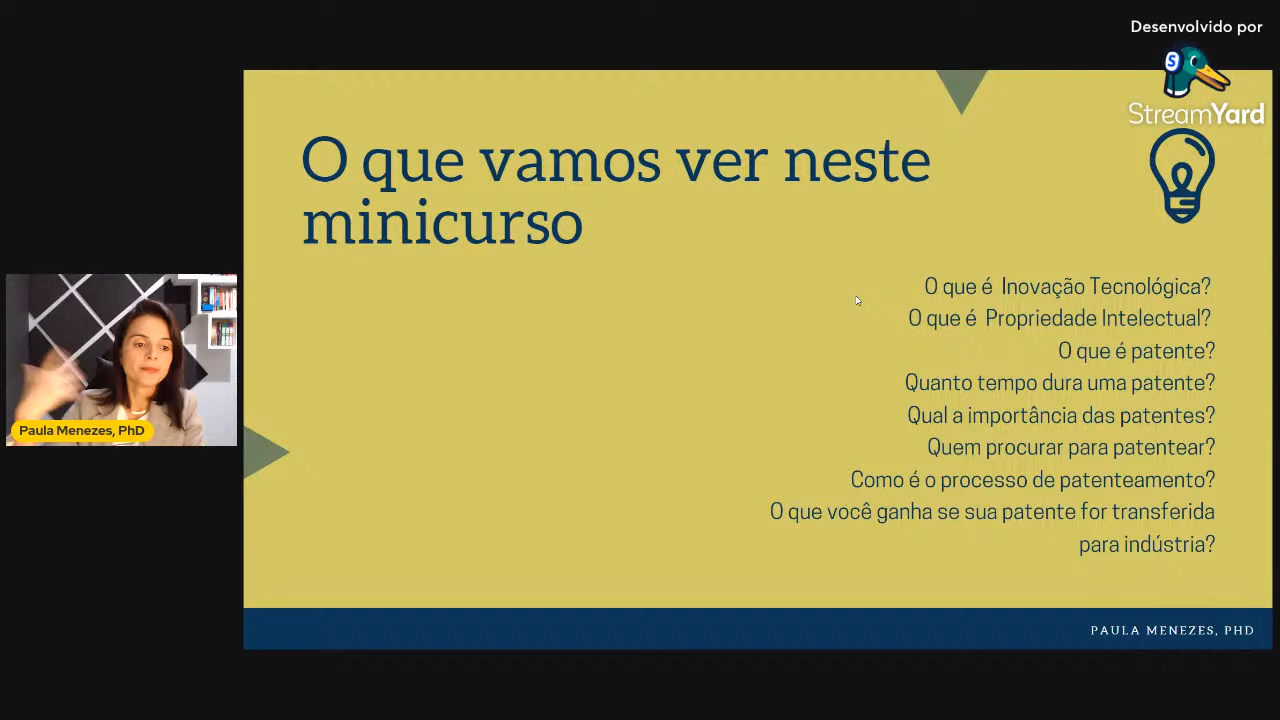 Desenvolvido por
StreamYard
O que vamos ver neste
minicurso
O que é Inovação Tecnológica?
O que é Propriedade Intelectual?
O que é patente?
Quanto tempo dura uma patente?
Qual a importância das patentes?
Quem procurar para patentear?
Como é o processo de patenteamento?
O que você ganha se sua patente for transferida
para indústria?
Paula Menezes, PhD
PAULA MENEZES, PHD